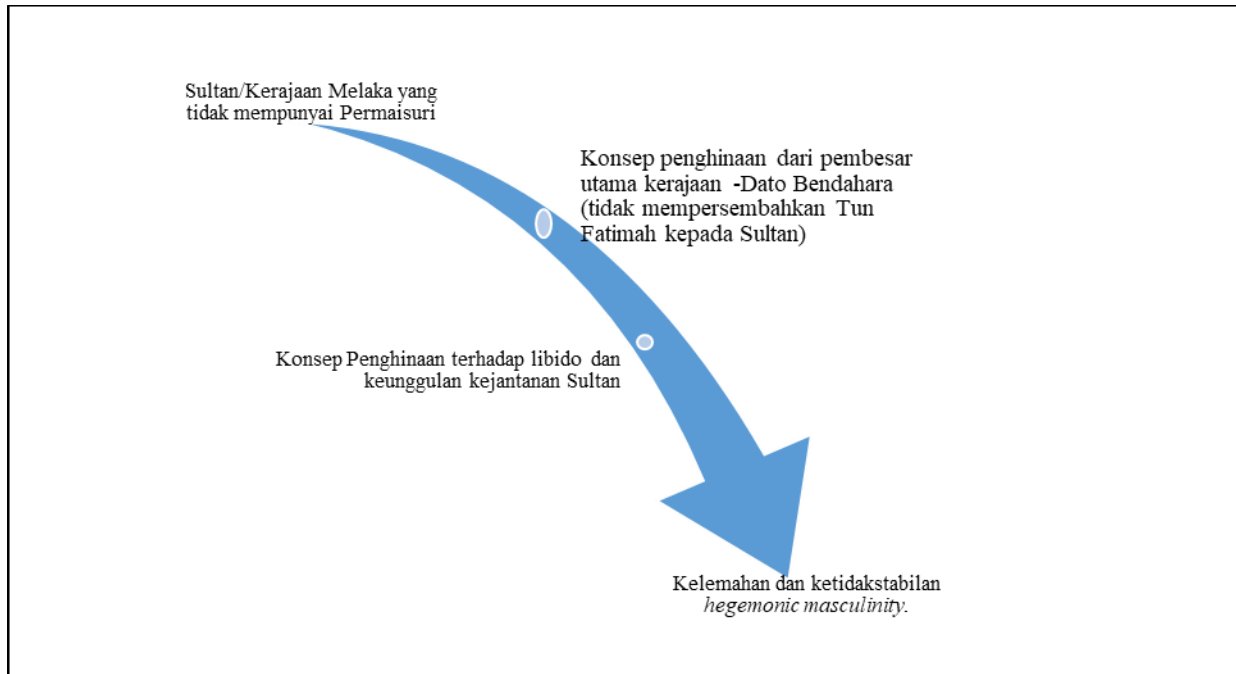 Sultan/Kerajaan Melaka yang
tidak mempunyai Permaisuri
Konsep penghinaan dari pembesar
utama kerajaan -Dato Bendahara
(tidak mempersembahkan Tun
Fatimah kepada Sultan)
Konsep Penghinaan terhadap libido dan
keunggulan kejantanan Sultan
Kelemahan dan ketidakstabilan
hegemonic masculinity.